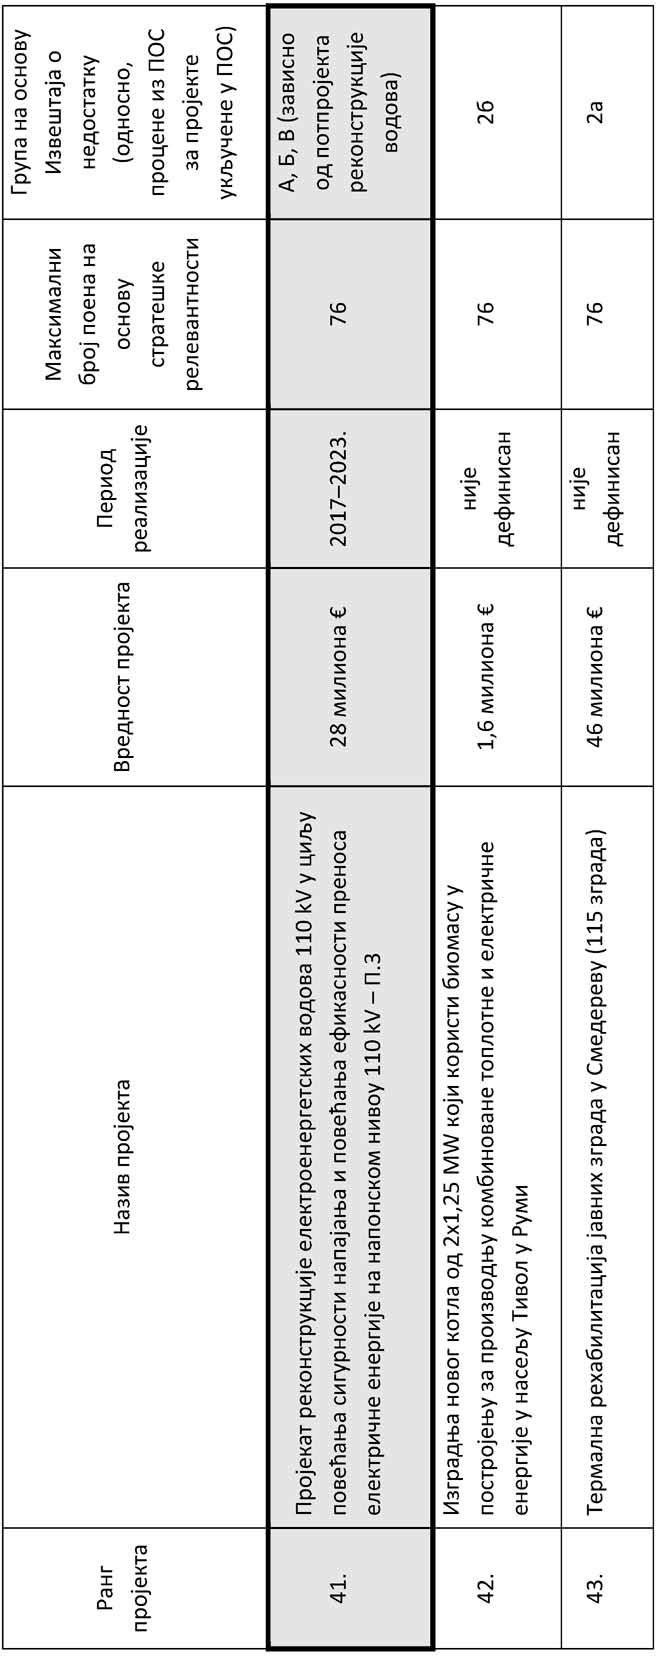 Ранг
пројекта
Назив пројекта
Вредност пројекта
Период
реализације
Максимални
број поена на
основу
стратешке
релевантности
Група на основу
Извештаја о
недостатку
(односно,
процене из ПОС
за пројекте
укључене у ПОС)
41.
Пројекат реконструкције електроенергетских водова 110 kV у циљу
повећања сигурности напајања и повећања ефикасности преноса
електричне енергије на напонском нивоу 110 kV – П.3
28 милиона €
2017–2023.
76
А, Б, В (зависно
од потпројекта
реконструкције
водова)
42.
Изградња новог котла од 2x1,25 MW који користи биомасу у
постројењу за производњу комбиноване топлотне и електричне
енергије у насељу Тивол у Руми
1,6 милиона €
није
дефинисан
76
2б
43.
Термална рехабилитација јавних зграда у Смедереву (115 зграда)
46 милиона €
није
дефинисан
76
2а